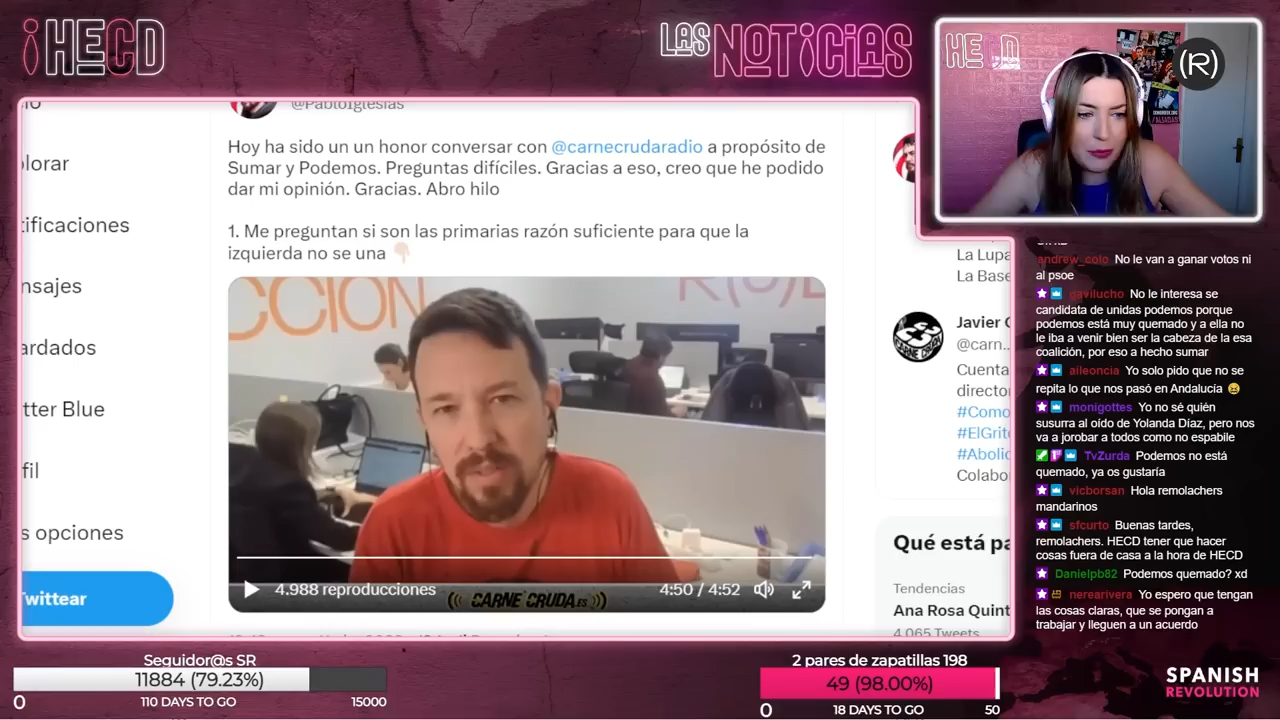 ¡HECD
LAS NOTICIAS
HECD
(R)
@PabloIglesias
Hoy ha sido un un honor conversar con @carnecrudaradio a propósito de
Sumar y Podemos. Preguntas difíciles. Gracias a eso, creo que he podido
dar mi opinión. Gracias. Abro hilo
1. Me preguntan si son las primarias razón suficiente para que la
izquierda no se una
CCION
4.988 reproducciones
4:50 / 4:52
CARNE CRUDA.ES
lorar
ificaciones
nsajes
ardados
tter Blue
fil
s opciones
Twittear
La Lupa
La Base
CARNE CRUDA
Javier C
@carn...
Cuenta
director
#Como
#ElGrito
#Abolic
Colabo
Qué está pa
Tendencias
Ana Rosa Quint
4.065 Tweets
andrew_colo No le van a ganar votos ni
al psoe
gavilucho No le interesa se
candidata de unidas podemos porque
podemos está muy quemado y a ella no
le iba a venir bien ser la cabeza de la esa
coalición, por eso a hecho sumar
aileoncia Yo solo pido que no se
repita lo que nos pasó en Andalucía
monigottes Yo no sé quién
susurra al oído de Yolanda Díaz, pero nos
va a jorobar a todos como no espabile
TvZurda Podemos no está
quemado, ya os gustaría
vicborsan Hola remolachers
mandarinos
sfcurto Buenas tardes,
remolachers. HECD tener que hacer
cosas fuera de casa a la hora de HECD
Danielpb82 Podemos quemado? xd
nerearivera Yo espero que tengan
las cosas claras, que se pongan a
trabajar y lleguen a un acuerdo
Seguidor@s SR
11884 (79.23%)
0
110 DAYS TO GO
15000
2 pares de zapatillas 198
49 (98.00%)
0
18 DAYS TO GO
50
SPANISH
REVOLUTION